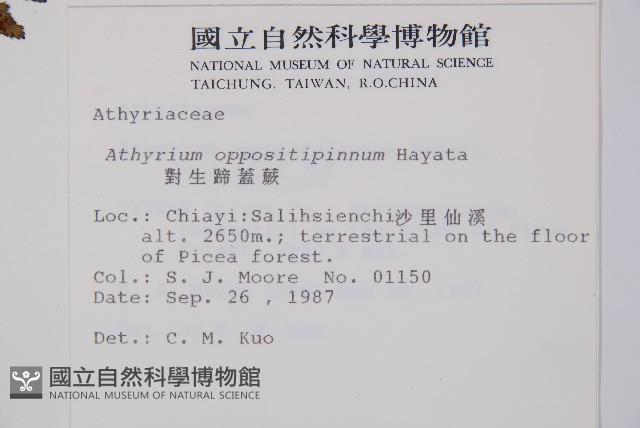 國立自然科學博物館
NATIONAL MUSEUM OF NATURAL SCIENCE
TAICHUNG, TAIWAN, R.O.CHINA
Athyriaceae
Athyrium oppositipinnum Hayata
對生蹄蓋蕨
Loc.: Chiayi:Salihsienchi沙里仙溪
alt. 2650m.; terrestrial on the floor
of Picea forest.
Col.: S. J. Moore No. 01150
Date: Sep. 26 , 1987
Det.: C. M. Kuo
國立自然科學博物館
NATIONAL MUSEUM OF NATURAL SCIENCE